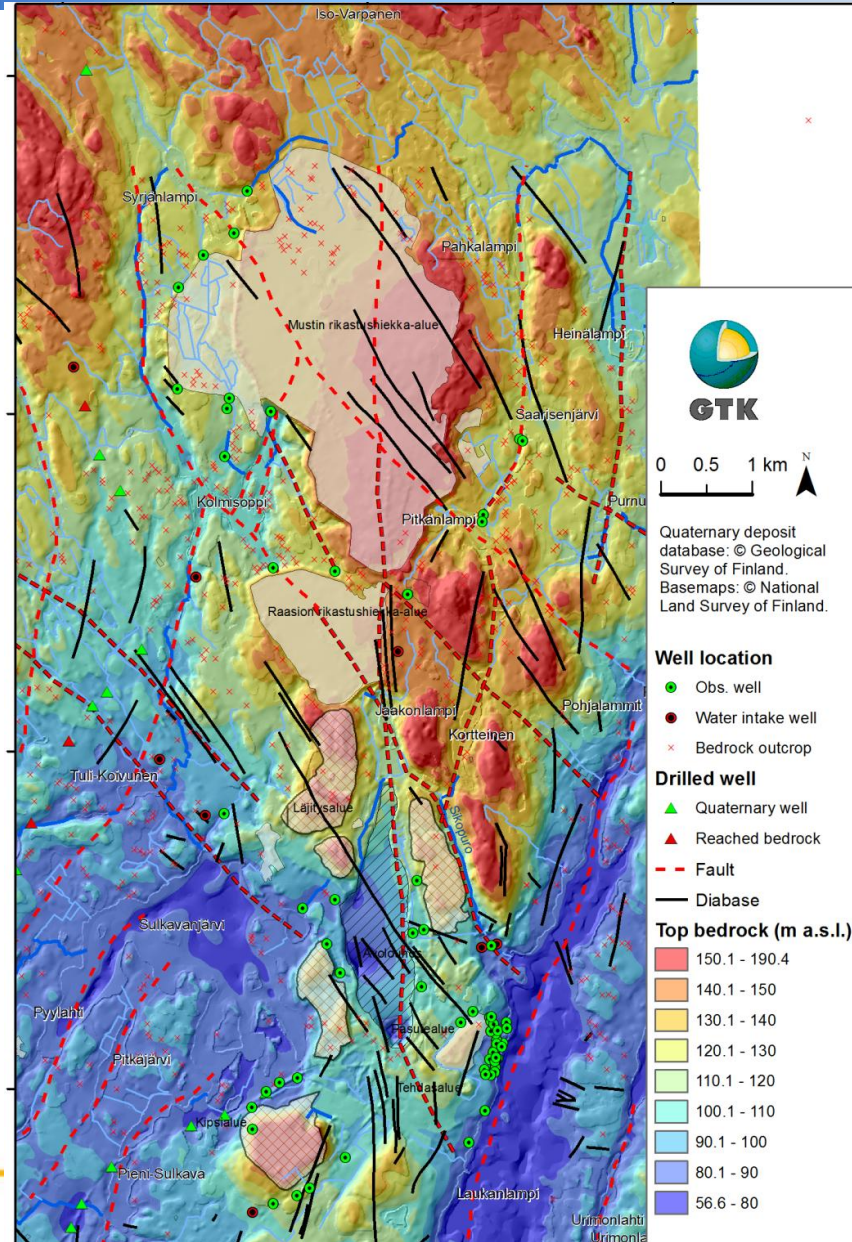 Iso-Varpanen
Syrjänlampi
Pahkalampi
Mustin rikastushiekka-alue
Heinälampi
Saarisenjärvi
Kolmisoppi
Pitkänlampi
Purnu
Raasion rikastushiekka-alue
Jaakonlampi
Pohjalammit
Kortteinen
Tuli-Koivunen
Läjitysalue
Sikopuro
Sulkavanjärvi
Avolouhos
Pyylahti
Pasutealue
Pitkäjärvi
Tehdasalue
Kipsialue
Pieni-Sulkava
Laukanlampi
Urimonlahti
Urimonla
GTK
0 0.5 1 km
N
Quaternary deposit
database: © Geological
Survey of Finland.
Basemaps: © National
Land Survey of Finland.
Well location
Obs. well
Water intake well
Bedrock outcrop
Drilled well
Quaternary well
Reached bedrock
Fault
Diabase
Top bedrock (m a.s.l.)
150.1 - 190.4
140.1 - 150
130.1 - 140
120.1 - 130
110.1 - 120
100.1 - 110
90.1 - 100
80.1 - 90
56.6 - 80